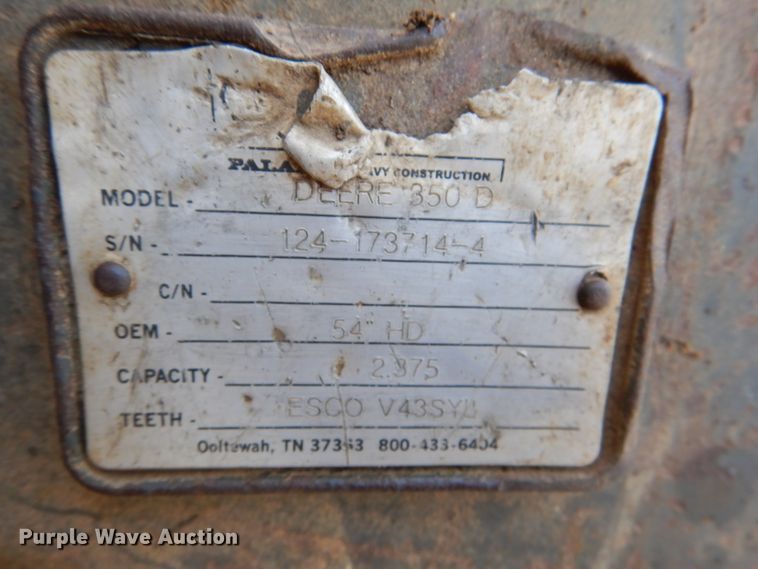 HEAVY CONSTRUCTION
MODEL - DEERE 350 D
S/N - 124-173714-4
C/N -
OEM - 54" HD
CAPACITY - 2.375
TEETH - ESCO V43SYL
Ooltewah, TN 37363 800-433-6404
Purple Wave Auction